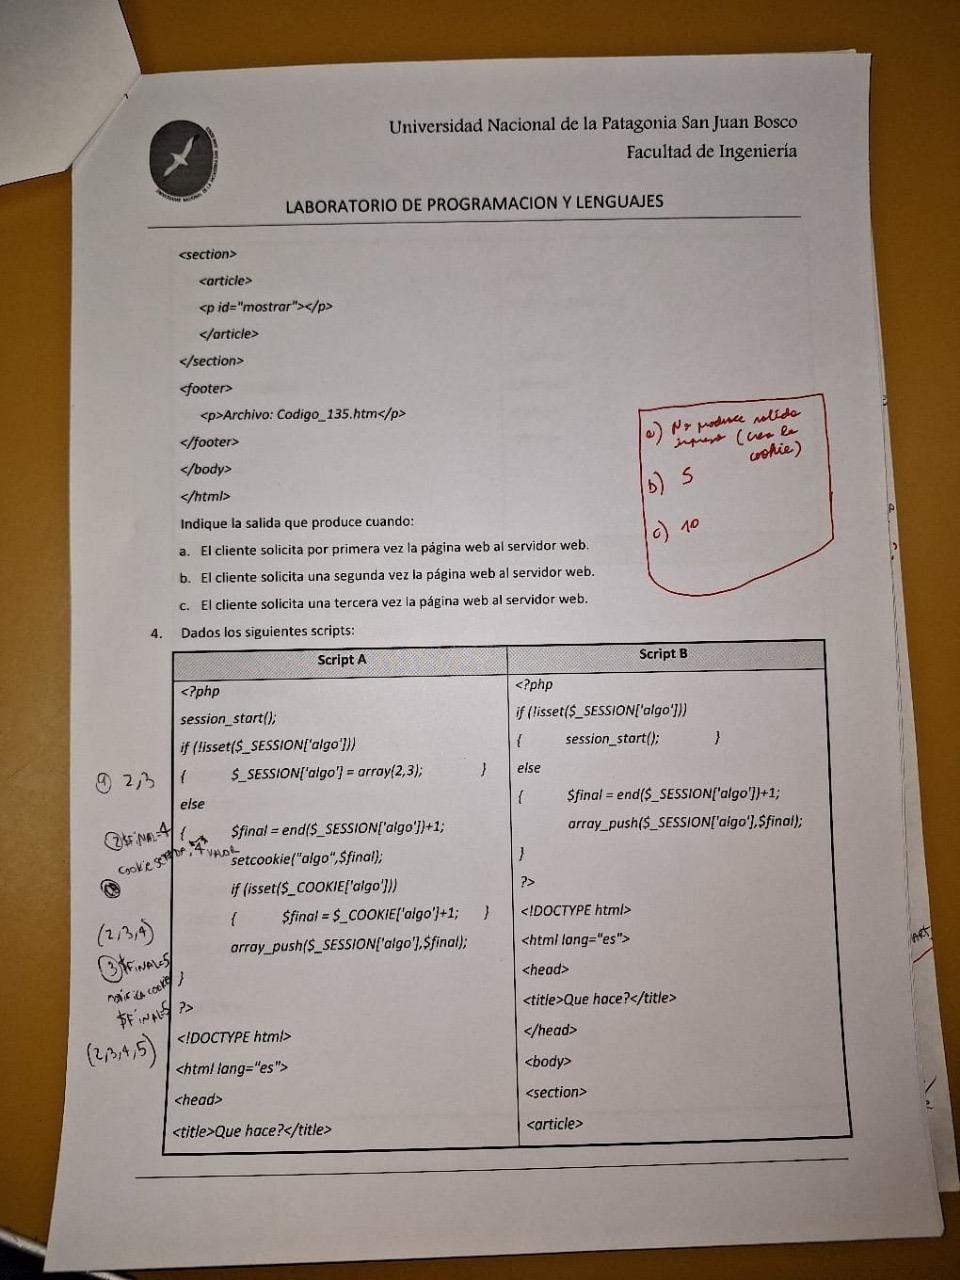 Universidad Nacional de la Patagonia San Juan Bosco
Facultad de Ingeniería
LABORATORIO DE PROGRAMACION Y LENGUAJES
<section>
<article>
<p id="mostrar"></p>
</article>
</section>
<footer>
<p>Archivo: Codigo_135.htm</p>
</footer>
</body>
</html>
a) No produce salida
impresa (crea la
cookie)
b) 5
c) 10
Indique la salida que produce cuando:
a. El cliente solicita por primera vez la página web al servidor web.
b. El cliente solicita una segunda vez la página web al servidor web.
c. El cliente solicita una tercera vez la página web al servidor web.
4. Dados los siguientes scripts:
Script A
<?php
session_start();
if (!isset($_SESSION['algo']))
{ $_SESSION['algo'] = array(2,3); }
else
{ $final = end($_SESSION['algo'])+1;
setcookie("algo",$final);
if (isset($_COOKIE['algo']))
{ $final = $_COOKIE['algo']+1; }
array_push($_SESSION['algo'],$final);
}
?>
<!DOCTYPE html>
<html lang="es">
<head>
<title>Que hace?</title>
Script B
<?php
if (!isset($_SESSION['algo']))
{ session_start(); }
else
{ $final = end($_SESSION['algo'])+1;
array_push($_SESSION['algo'],$final);
}
?>
<!DOCTYPE html>
<html lang="es">
<head>
<title>Que hace?</title>
</head>
<body>
<section>
<article>
① 2,3
② $FINAL=4
cookie VALOR
(2,3,4)
③ $FINAL=5
$FINAL=5
(2,3,4,5)